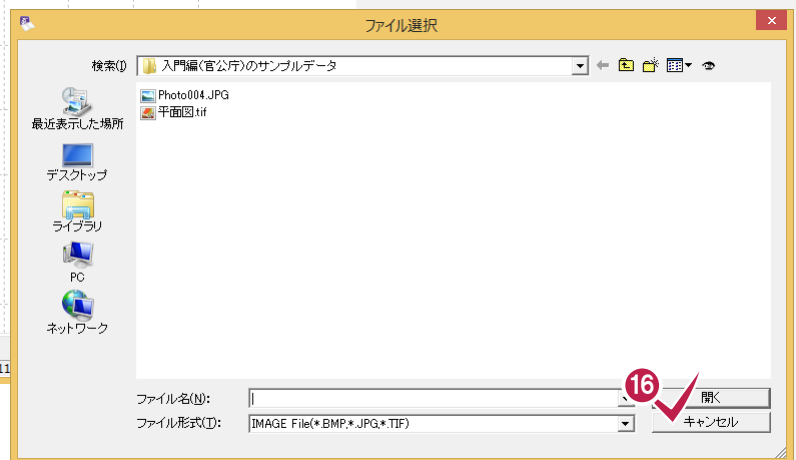 ファイル選択
検索(I)
入門編(官公庁)のサンプルデータ
最近表示した場所
デスクトップ
ライブラリ
PC
ネットワーク
Photo004.JPG
平面図.tif
11
ファイル名(N):
16
開く
ファイル形式(T):
IMAGE File(*.BMP,*.JPG,*.TIF)
キャンセル